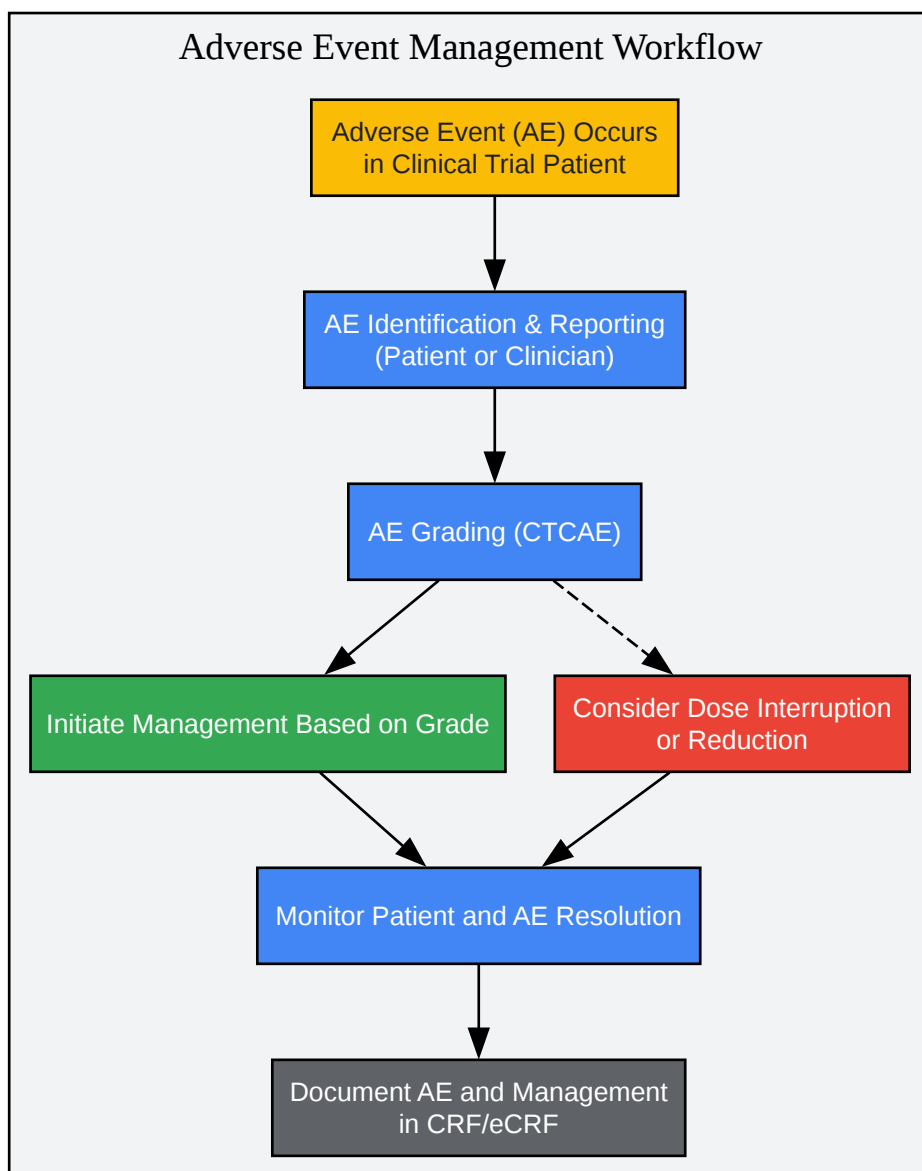 Adverse Event Management Workflow
Adverse Event (AE) Occurs
in Clinical Trial Patient
AE Identification & Reporting
(Patient or Clinician)
AE Grading (CTCAE)
Initiate Management Based on Grade
Consider Dose Interruption
or Reduction
Monitor Patient and AE Resolution
Document AE and Management
in CRF/eCRF